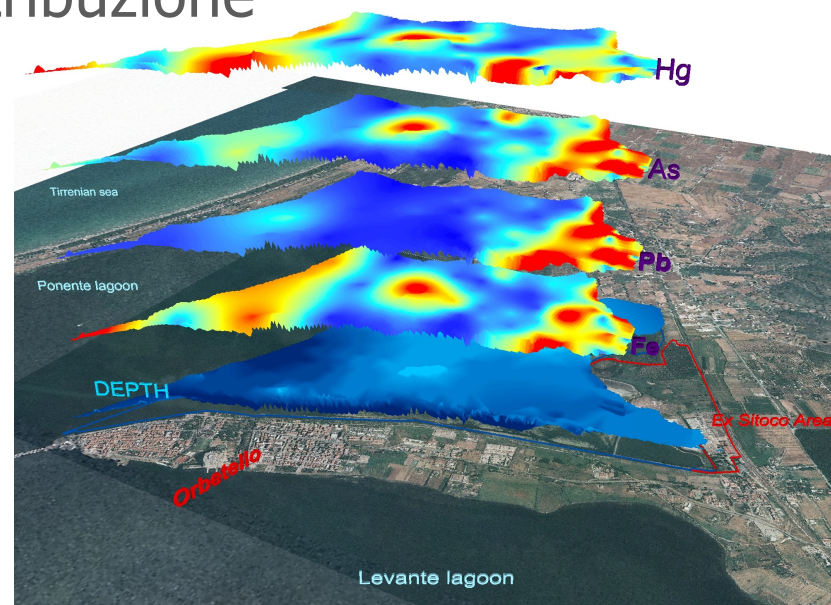 Hg
As
Tirrenian sea
Pb
Ponente lagoon
Fe
DEPTH
Ex Sitoco Area
Orbetello
Levante lagoon